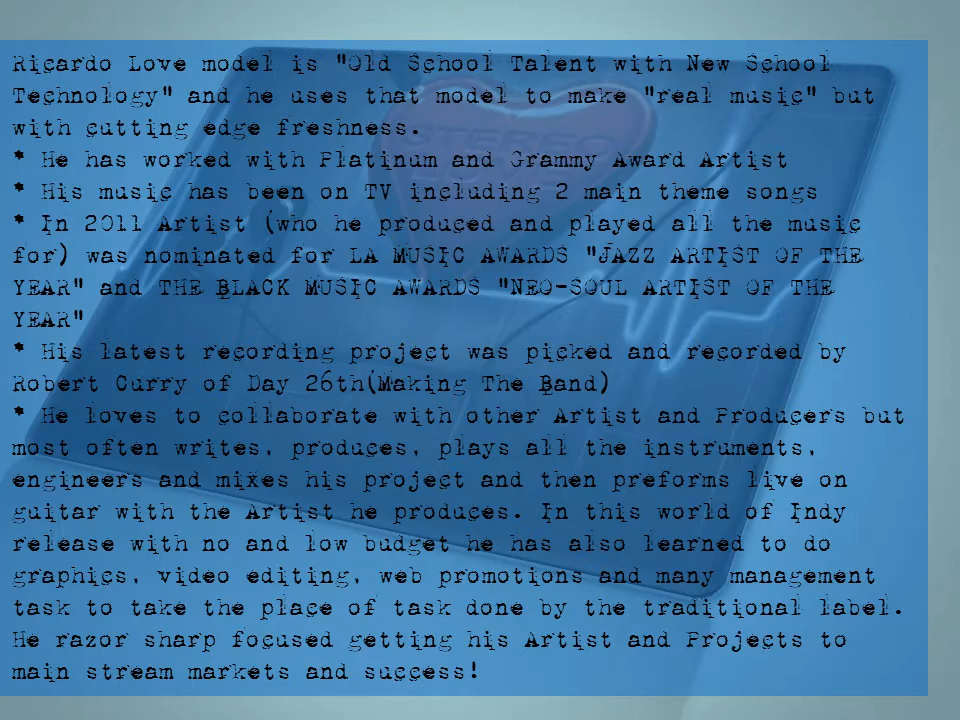 Ricardo Love model is "Old School Talent with New School
Technology" and he uses that model to make "real music" but
with cutting edge freshness.
* He has worked with Platinum and Grammy Award Artist
* His music has been on TV including 2 main theme songs
* In 2011 Artist (who he produced and played all the music
for) was nominated for LA MUSIC AWARDS "JAZZ ARTIST OF THE
YEAR" and THE BLACK MUSIC AWARDS "NEO-SOUL ARTIST OF THE
YEAR"
* His latest recording project was picked and recorded by
Robert Curry of Day 26th(Making The Band)
* He loves to collaborate with other Artist and Producers but
most often writes, produces, plays all the instruments,
engineers and mixes his project and then preforms live on
guitar with the Artist he produces. In this world of Indy
release with no and low budget he has also learned to do
graphics, video editing, web promotions and many management
task to take the place of task done by the traditional label.
He razor sharp focused getting his Artist and Projects to
main stream markets and success!
STEREO